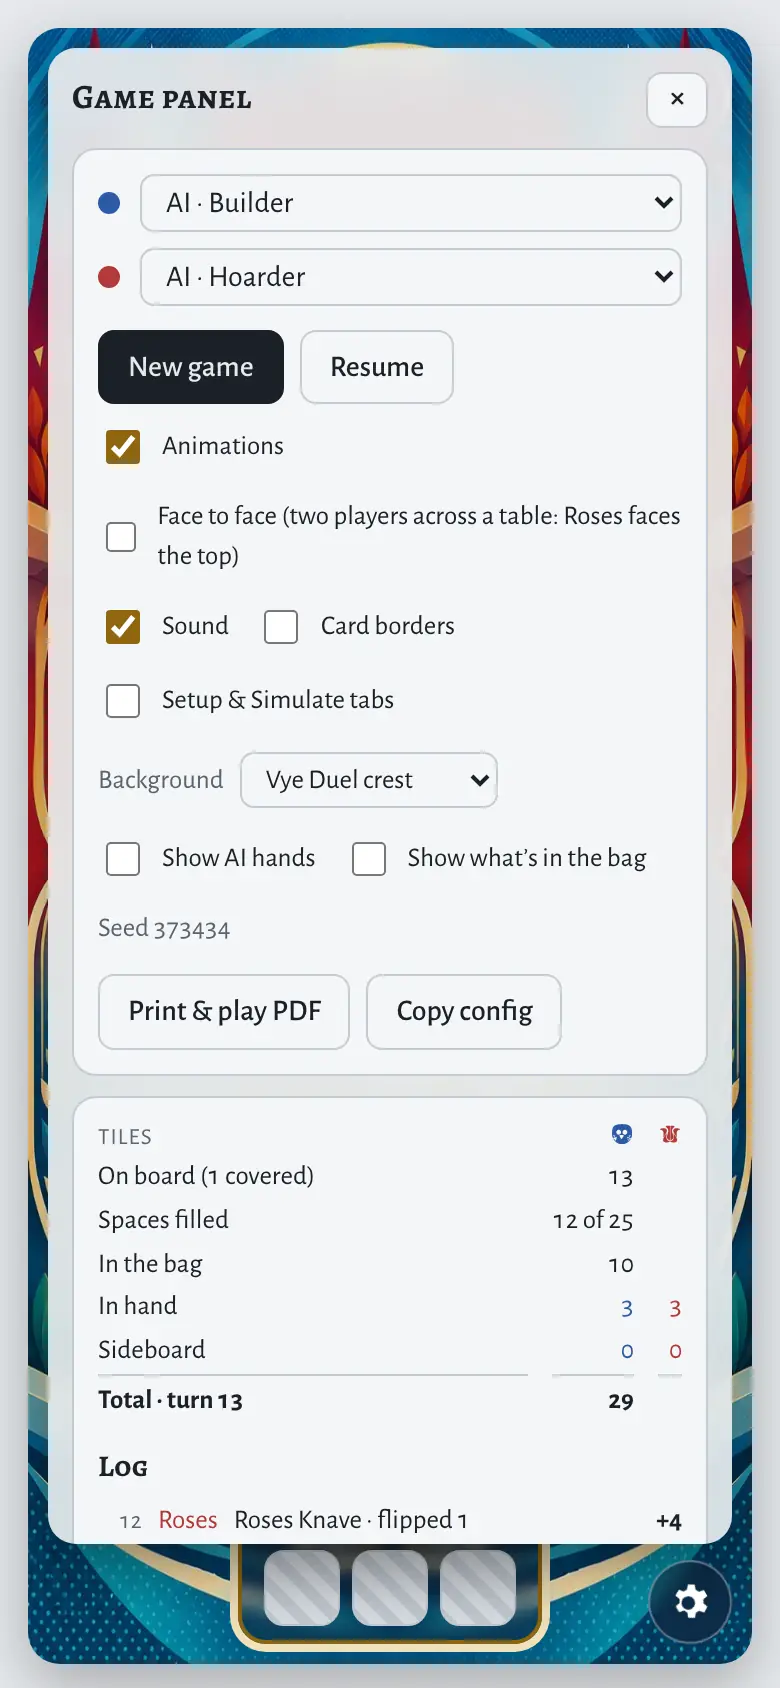 Game panel
×
AI · Builder
AI · Hoarder
New game
Resume
Animations
Face to face (two players across a table: Roses faces
the top)
Sound
Card borders
Setup & Simulate tabs
Background
Vye Duel crest
Show AI hands
Show what’s in the bag
Seed 373434
Print & play PDF
Copy config
TILES
On board (1 covered) 13
Spaces filled 12 of 25
In the bag 10
In hand 3 3
Sideboard 0 0
Total · turn 13 29
Log
12 Roses Roses Knave · flipped 1 +4